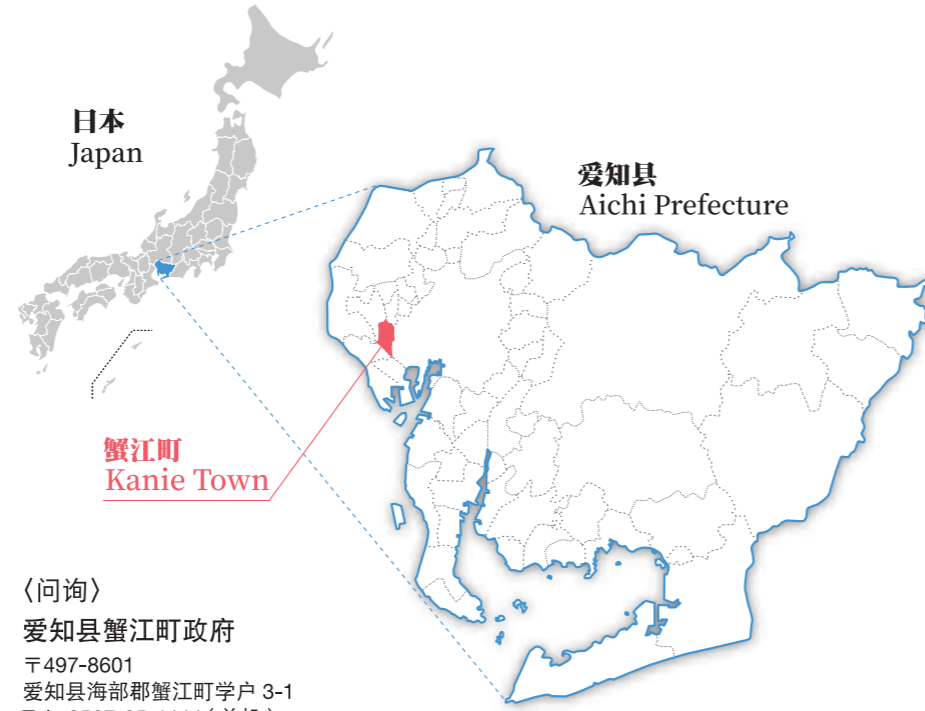 日本
Japan
爱知县
Aichi Prefecture
蟹江町
Kanie Town
〈问询〉
爱知县蟹江町政府
〒497-8601
爱知县海部郡蟹江町学户 3-1